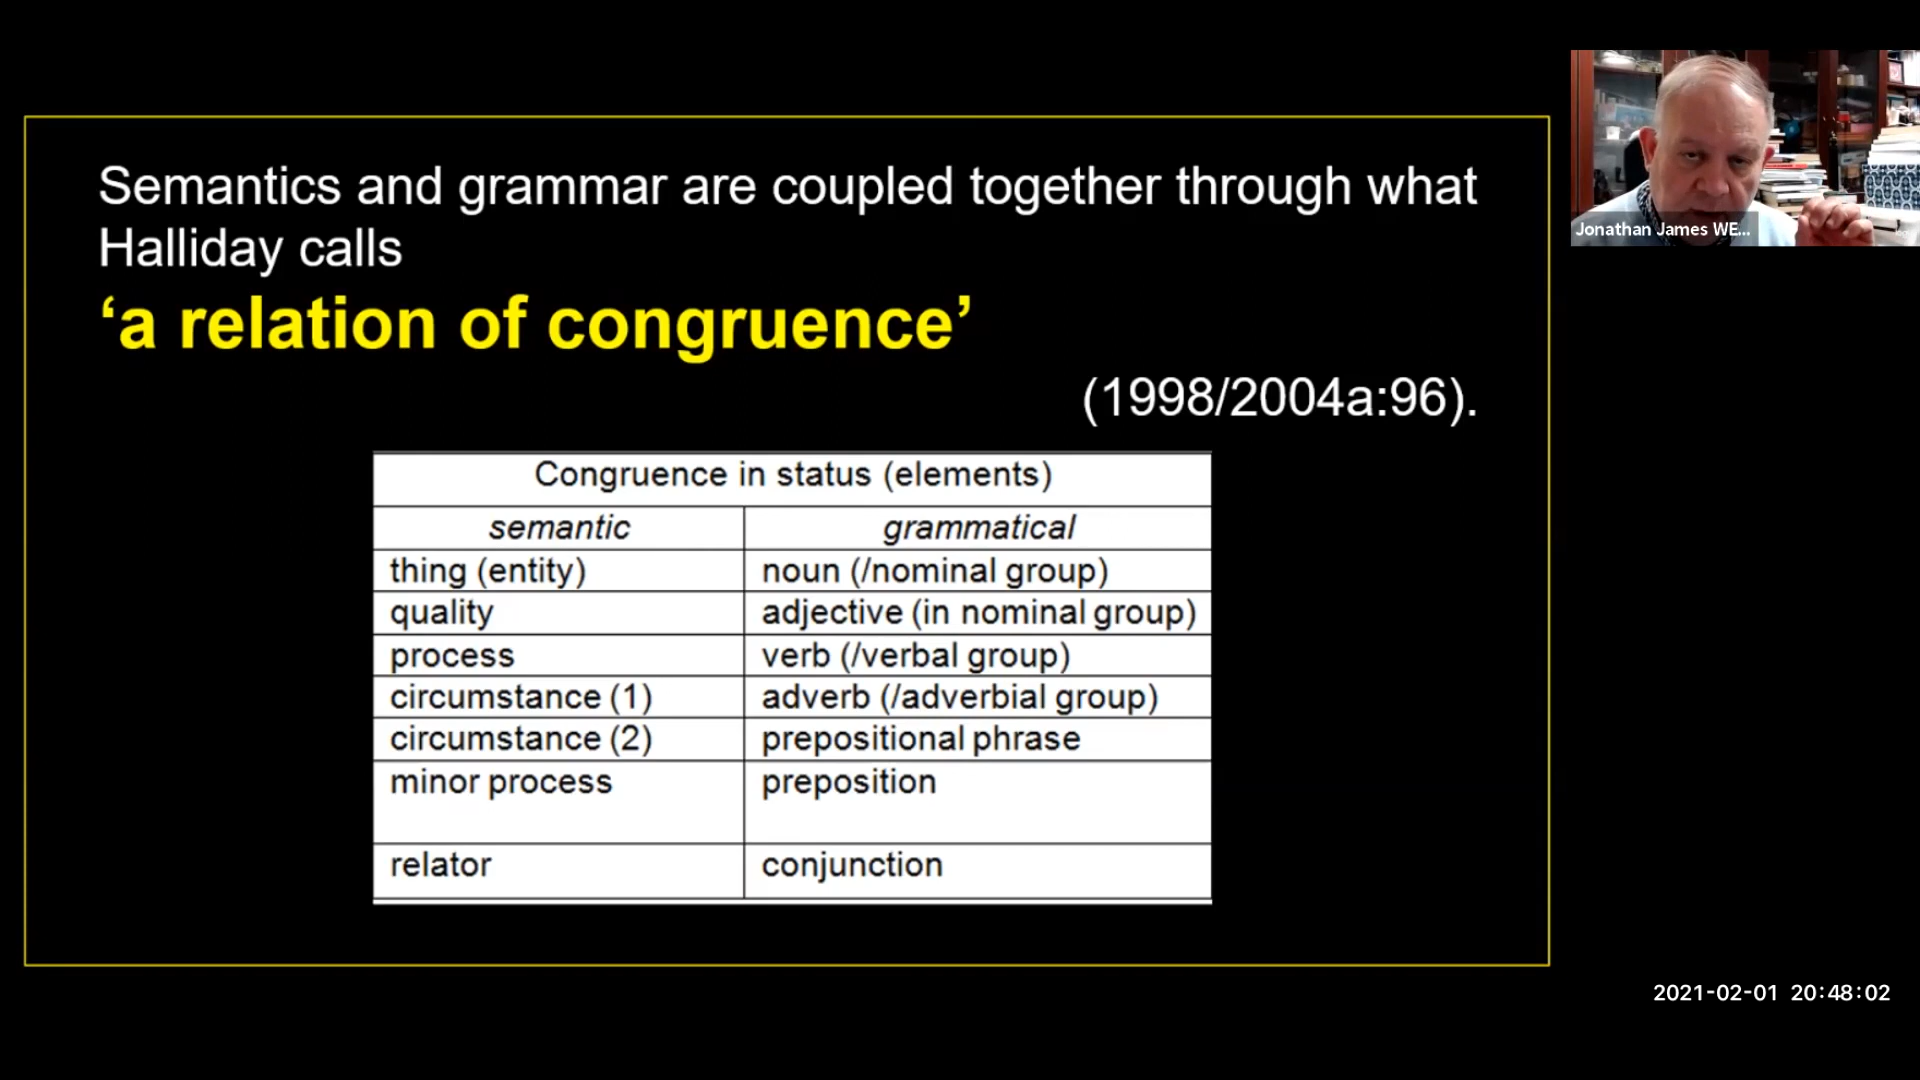 Semantics and grammar are coupled together through what
Halliday calls
‘a relation of congruence’
(1998/2004a:96).
Congruence in status (elements)
semantic grammatical
thing (entity) noun (/nominal group)
quality adjective (in nominal group)
process verb (/verbal group)
circumstance (1) adverb (/adverbial group)
circumstance (2) prepositional phrase
minor process preposition
relator conjunction
Jonathan James WE...
2021-02-01 20:48:02